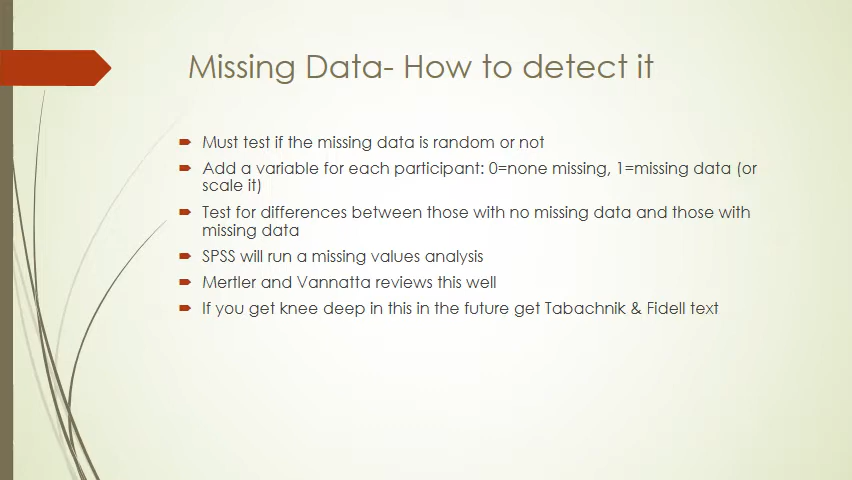 Missing Data- How to detect it
Must test if the missing data is random or not
Add a variable for each participant: 0=none missing, 1=missing data (or
scale it)
Test for differences between those with no missing data and those with
missing data
SPSS will run a missing values analysis
Mertler and Vannatta reviews this well
If you get knee deep in this in the future get Tabachnik & Fidell text